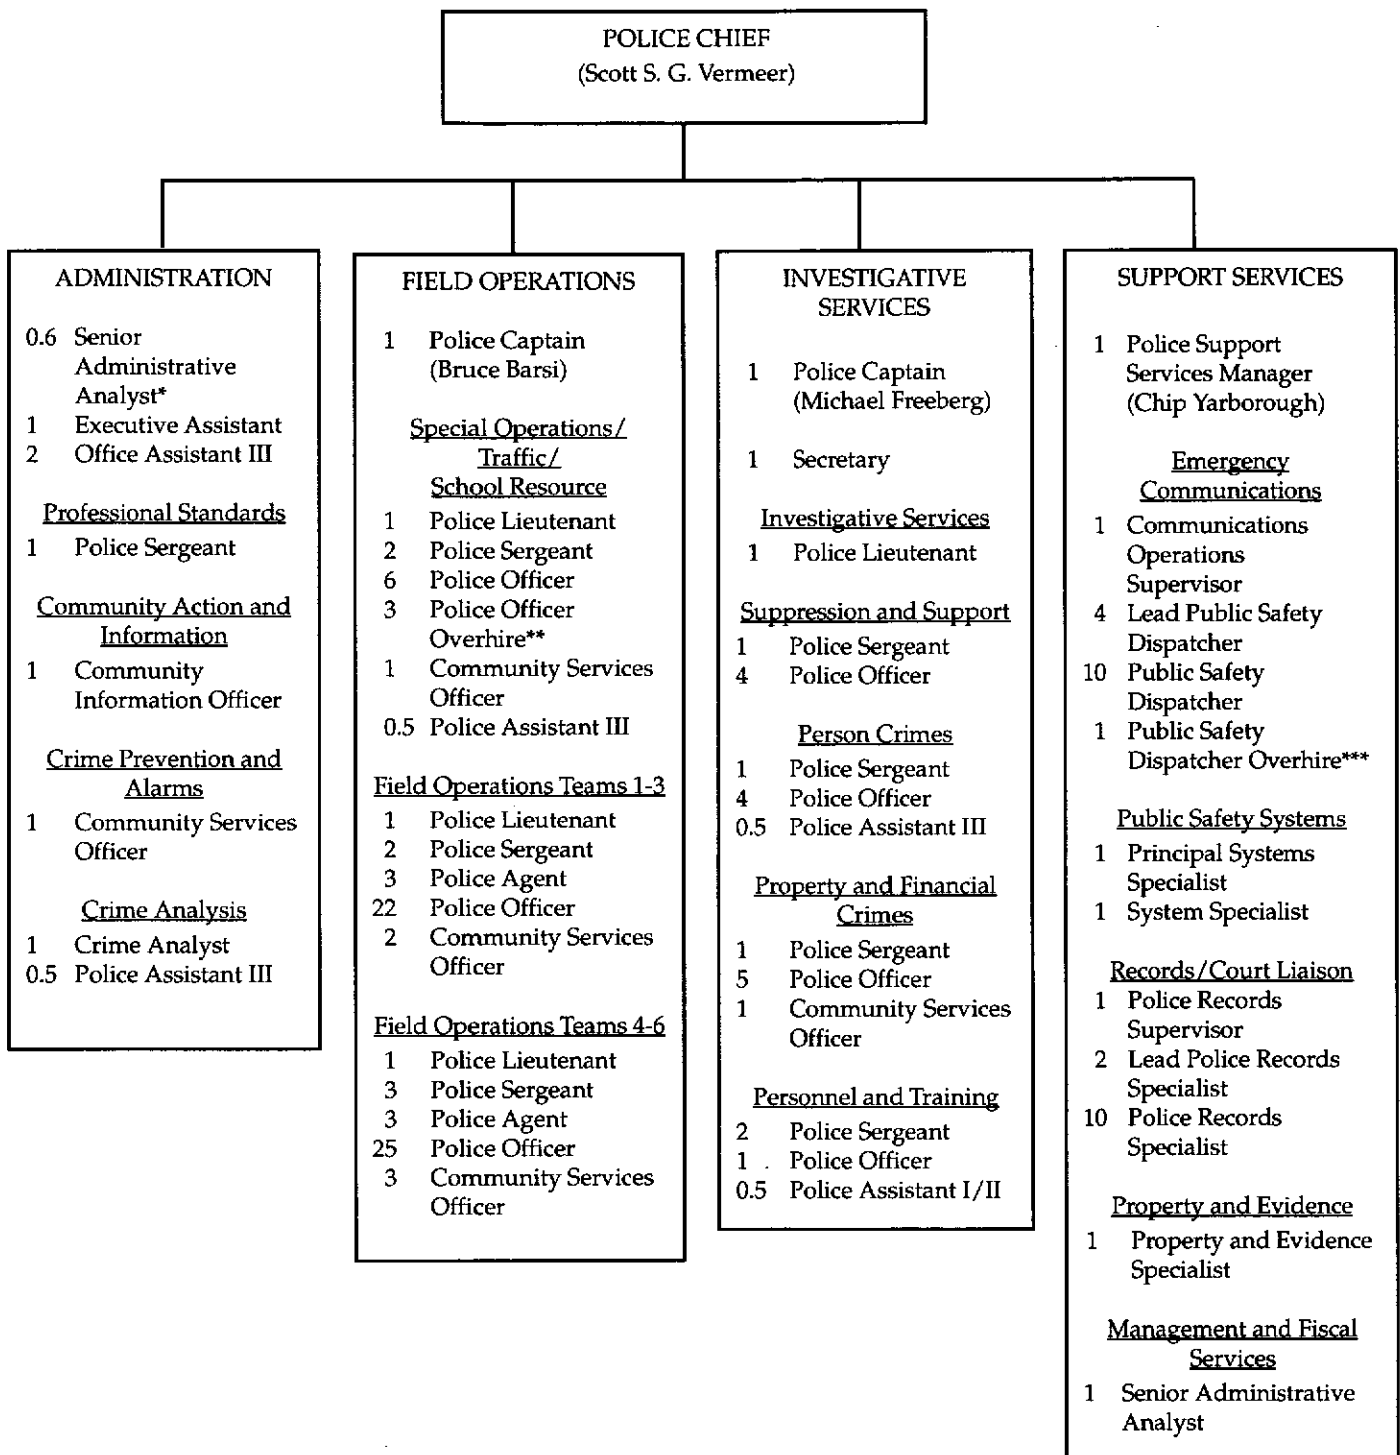 POLICE CHIEF
(Scott S. G. Vermeer)
ADMINISTRATION
0.6 Senior
Administrative
Analyst*
1 Executive Assistant
2 Office Assistant III
Professional Standards
1 Police Sergeant
Community Action and
Information
1 Community
Information Officer
Crime Prevention and
Alarms
1 Community Services
Officer
Crime Analysis
1 Crime Analyst
0.5 Police Assistant III
FIELD OPERATIONS
1 Police Captain
(Bruce Barsi)
Special Operations/
Traffic/
School Resource
1 Police Lieutenant
2 Police Sergeant
6 Police Officer
3 Police Officer
Overhire**
1 Community Services
Officer
0.5 Police Assistant III
Field Operations Teams 1-3
1 Police Lieutenant
2 Police Sergeant
3 Police Agent
22 Police Officer
2 Community Services
Officer
Field Operations Teams 4-6
1 Police Lieutenant
3 Police Sergeant
3 Police Agent
25 Police Officer
3 Community Services
Officer
INVESTIGATIVE
SERVICES
1 Police Captain
(Michael Freeberg)
1 Secretary
Investigative Services
1 Police Lieutenant
Suppression and Support
1 Police Sergeant
4 Police Officer
Person Crimes
1 Police Sergeant
4 Police Officer
0.5 Police Assistant III
Property and Financial
Crimes
1 Police Sergeant
5 Police Officer
1 Community Services
Officer
Personnel and Training
2 Police Sergeant
1 Police Officer
0.5 Police Assistant I/II
SUPPORT SERVICES
1 Police Support
Services Manager
(Chip Yarborough)
Emergency
Communications
1 Communications
Operations
Supervisor
4 Lead Public Safety
Dispatcher
10 Public Safety
Dispatcher
1 Public Safety
Dispatcher Overhire***
Public Safety Systems
1 Principal Systems
Specialist
1 System Specialist
Records/Court Liaison
1 Police Records
Supervisor
2 Lead Police Records
Specialist
10 Police Records
Specialist
Property and Evidence
1 Property and Evidence
Specialist
Management and Fiscal
Services
1 Senior Administrative
Analyst